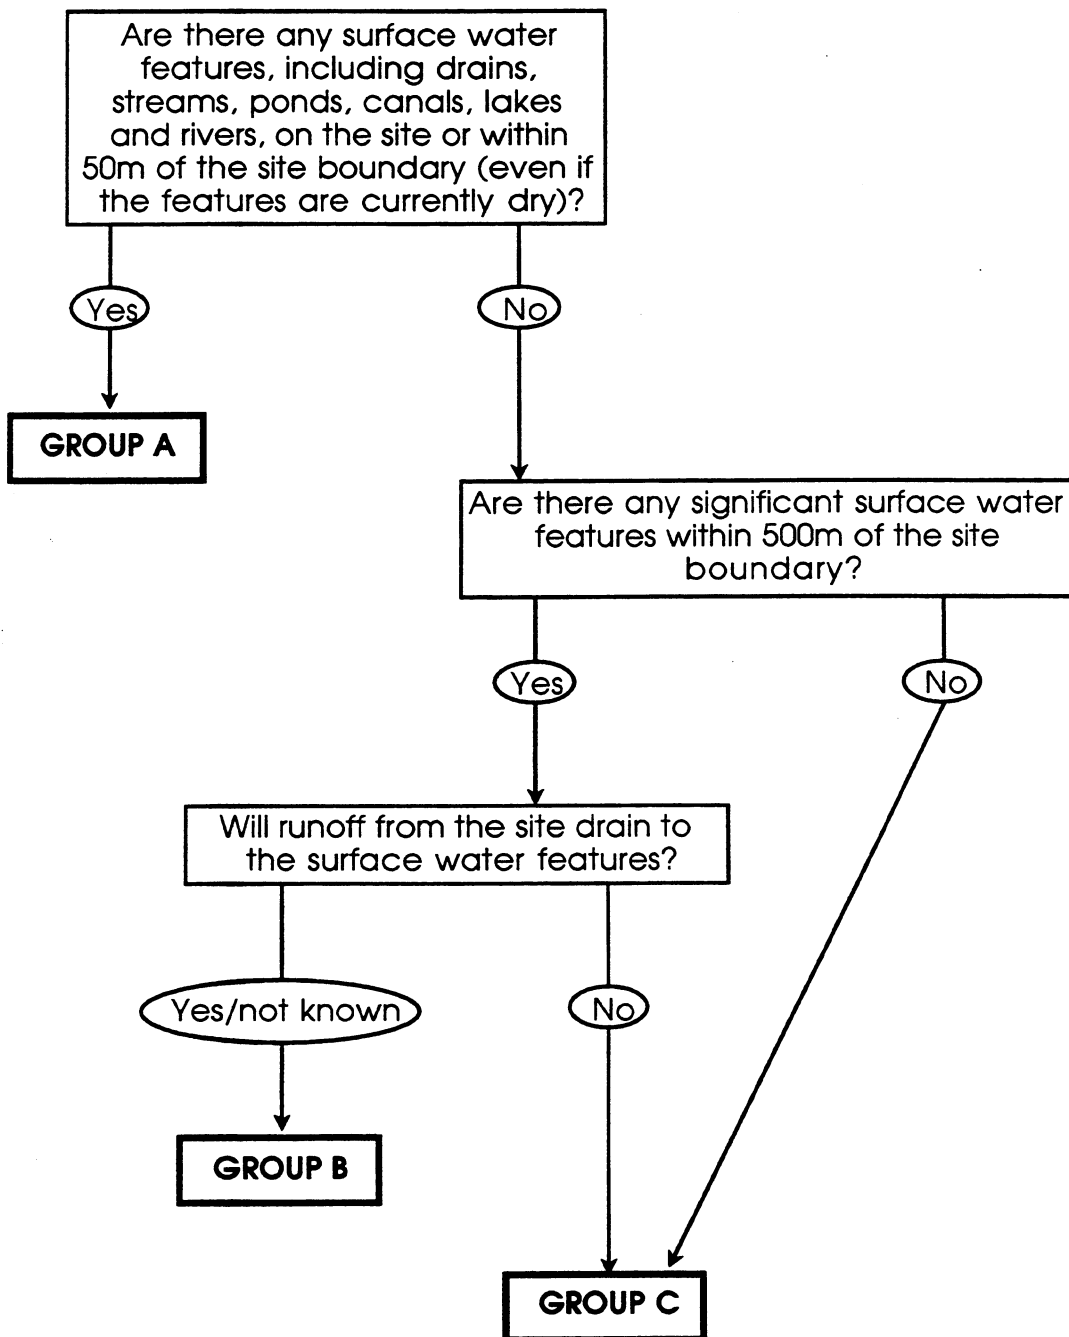 Are there any surface water
features, including drains,
streams, ponds, canals, lakes
and rivers, on the site or within
50m of the site boundary (even if
the features are currently dry)?
Yes
No
GROUP A
Are there any significant surface water
features within 500m of the site
boundary?
Yes
No
Will runoff from the site drain to
the surface water features?
Yes/not known
No
GROUP B
GROUP C